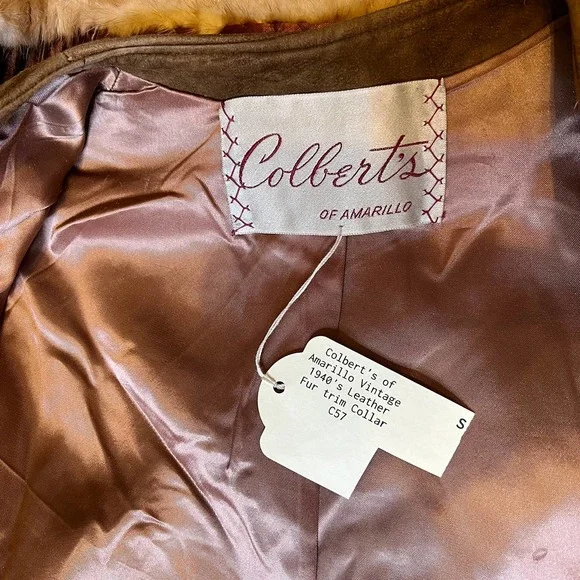 Colbert's
OF AMARILLO
Colbert's of
Amarillo Vintage
1940's Leather
Fur trim Collar
C57
S